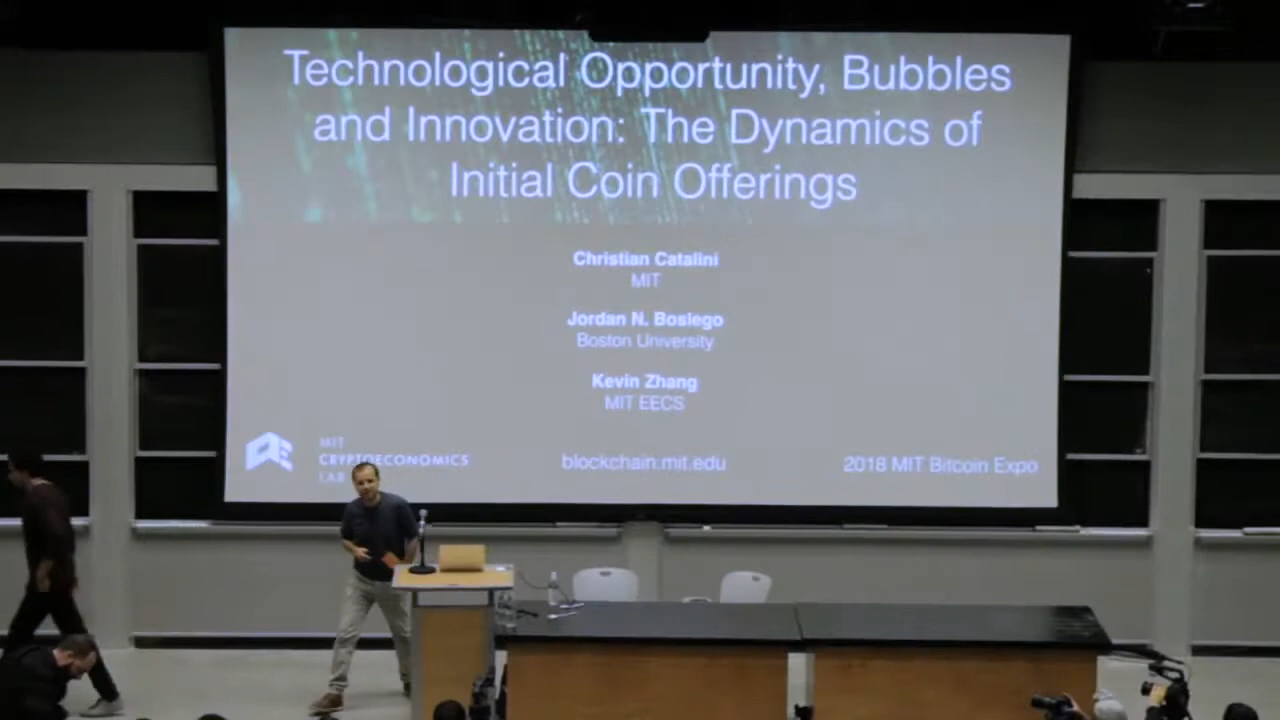 Technological Opportunity, Bubbles
and Innovation: The Dynamics of
Initial Coin Offerings
Christian Catalini
MIT
Jordan N. Bosiego
Boston University
Kevin Zhang
MIT EECS
MIT
CRYPTOECONOMICS
LAB
blockchain.mit.edu
2018 MIT Bitcoin Expo